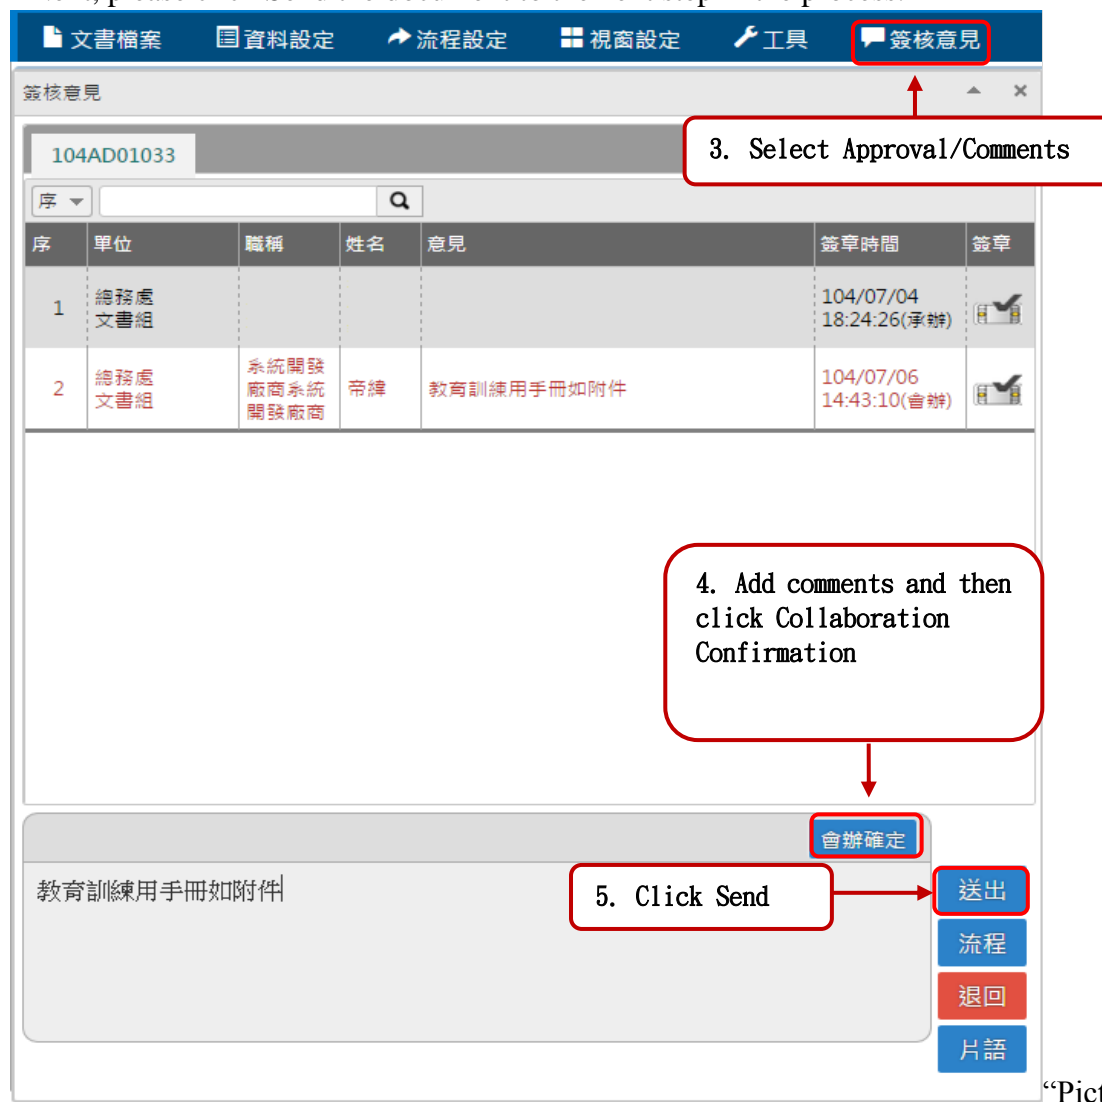 文書檔案 資料設定 流程設定 視窗設定 工具 簽核意見
簽核意見
3. Select Approval/Comments
104AD01033
序
序 單位 職稱 姓名 意見 簽章時間 簽章
1 總務處 文書組 104/07/04 18:24:26(承辦)
2 總務處 文書組 系統開發廠商系統開發廠商 帝緯 教育訓練用手冊如附件 104/07/06 14:43:10(會辦)
4. Add comments and then
click Collaboration
Confirmation
會辦確定
教育訓練用手冊如附件
5. Click Send
送出
流程
退回
片語
“Pict